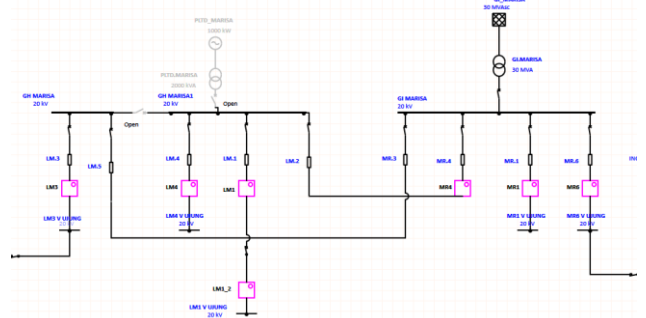 30 MVAsc
PLTD_MARISA
1000 kW
GI.MARISA
30 MVA
PLTD.MARISA
GH MARISA
20 kV
GH MARISA1
20 kV
Open
GI MARISA
20 kV
Open
LM.3
LM.5
LM.4
LM.1
LM.2
MR.3
MR.4
MR.1
MR.6
LM3
LM4
LM1
MR4
MR1
MR6
LM3 V UJUNG
20 kV
LM4 V UJUNG
20 kV
MR1 V UJUNG
20 kV
MR6 V UJUNG
20 kV
LM1_2
LM1 V UJUNG
20 kV